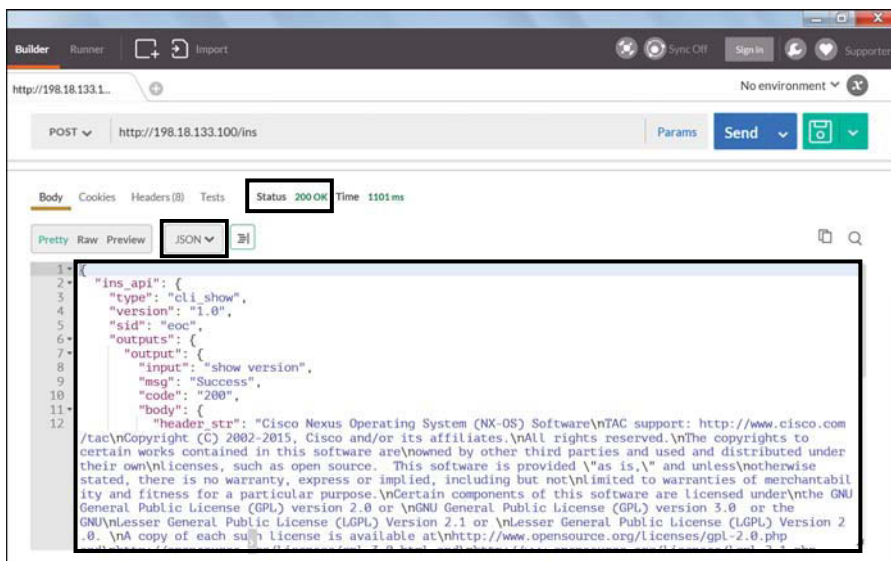 Builder Runner Import Sync Off Sign In Supporter
http://198.18.133.1.. No environment
POST http://198.18.133.100/ins Params Send
Body Cookies Headers (8) Tests Status 200 OK Time 1101 ms
Pretty Raw Preview JSON
1 {
2 "ins_api": {
3 "type": "cli_show",
4 "version": "1.0",
5 "sid": "eoc",
6 "outputs": {
7 "output": {
8 "input": "show version",
9 "msg": "Success",
10 "code": "200",
11 "body": {
12 "header_str": "Cisco Nexus Operating System (NX-OS) Software\nTAC support: http://www.cisco.com
/tac\nCopyright (C) 2002-2015, Cisco and/or its affiliates.\nAll rights reserved.\nThe copyrights to
certain works contained in this software are\nowned by other third parties and used and distributed under
their own\nlicenses, such as open source.  This software is provided \"as is,\" and unless\notherwise
stated, there is no warranty, express or implied, including but not\nlimited to warranties of merchantabil
ity and fitness for a particular purpose.\nCertain components of this software are licensed under\nthe GNU
General Public License (GPL) version 2.0 or \nGNU General Public License (GPL) version 3.0  or the
GNU\nLesser General Public License (LGPL) Version 2.1 or \nLesser General Public License (LGPL) Version 2
.0. \nA copy of each such license is available at\nhttp://www.opensource.org/licenses/gpl-2.0.php